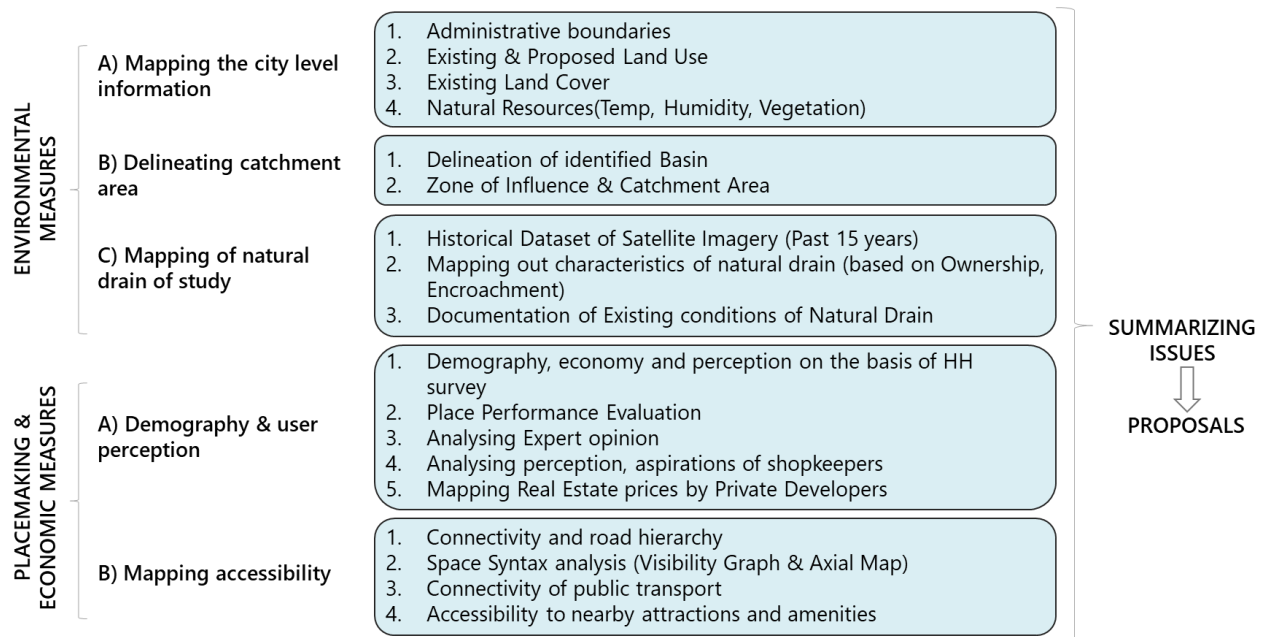 ENVIRONMENTAL
MEASURES
A) Mapping the city level
information
1. Administrative boundaries
2. Existing & Proposed Land Use
3. Existing Land Cover
4. Natural Resources(Temp, Humidity, Vegetation)
B) Delineating catchment
area
1. Delineation of identified Basin
2. Zone of Influence & Catchment Area
C) Mapping of natural
drain of study
1. Historical Dataset of Satellite Imagery (Past 15 years)
2. Mapping out characteristics of natural drain (based on Ownership,
Encroachment)
3. Documentation of Existing conditions of Natural Drain
PLACEMAKING &
ECONOMIC MEASURES
A) Demography & user
perception
1. Demography, economy and perception on the basis of HH
survey
2. Place Performance Evaluation
3. Analysing Expert opinion
4. Analysing perception, aspirations of shopkeepers
5. Mapping Real Estate prices by Private Developers
B) Mapping accessibility
1. Connectivity and road hierarchy
2. Space Syntax analysis (Visibility Graph & Axial Map)
3. Connectivity of public transport
4. Accessibility to nearby attractions and amenities
SUMMARIZING
ISSUES
PROPOSALS